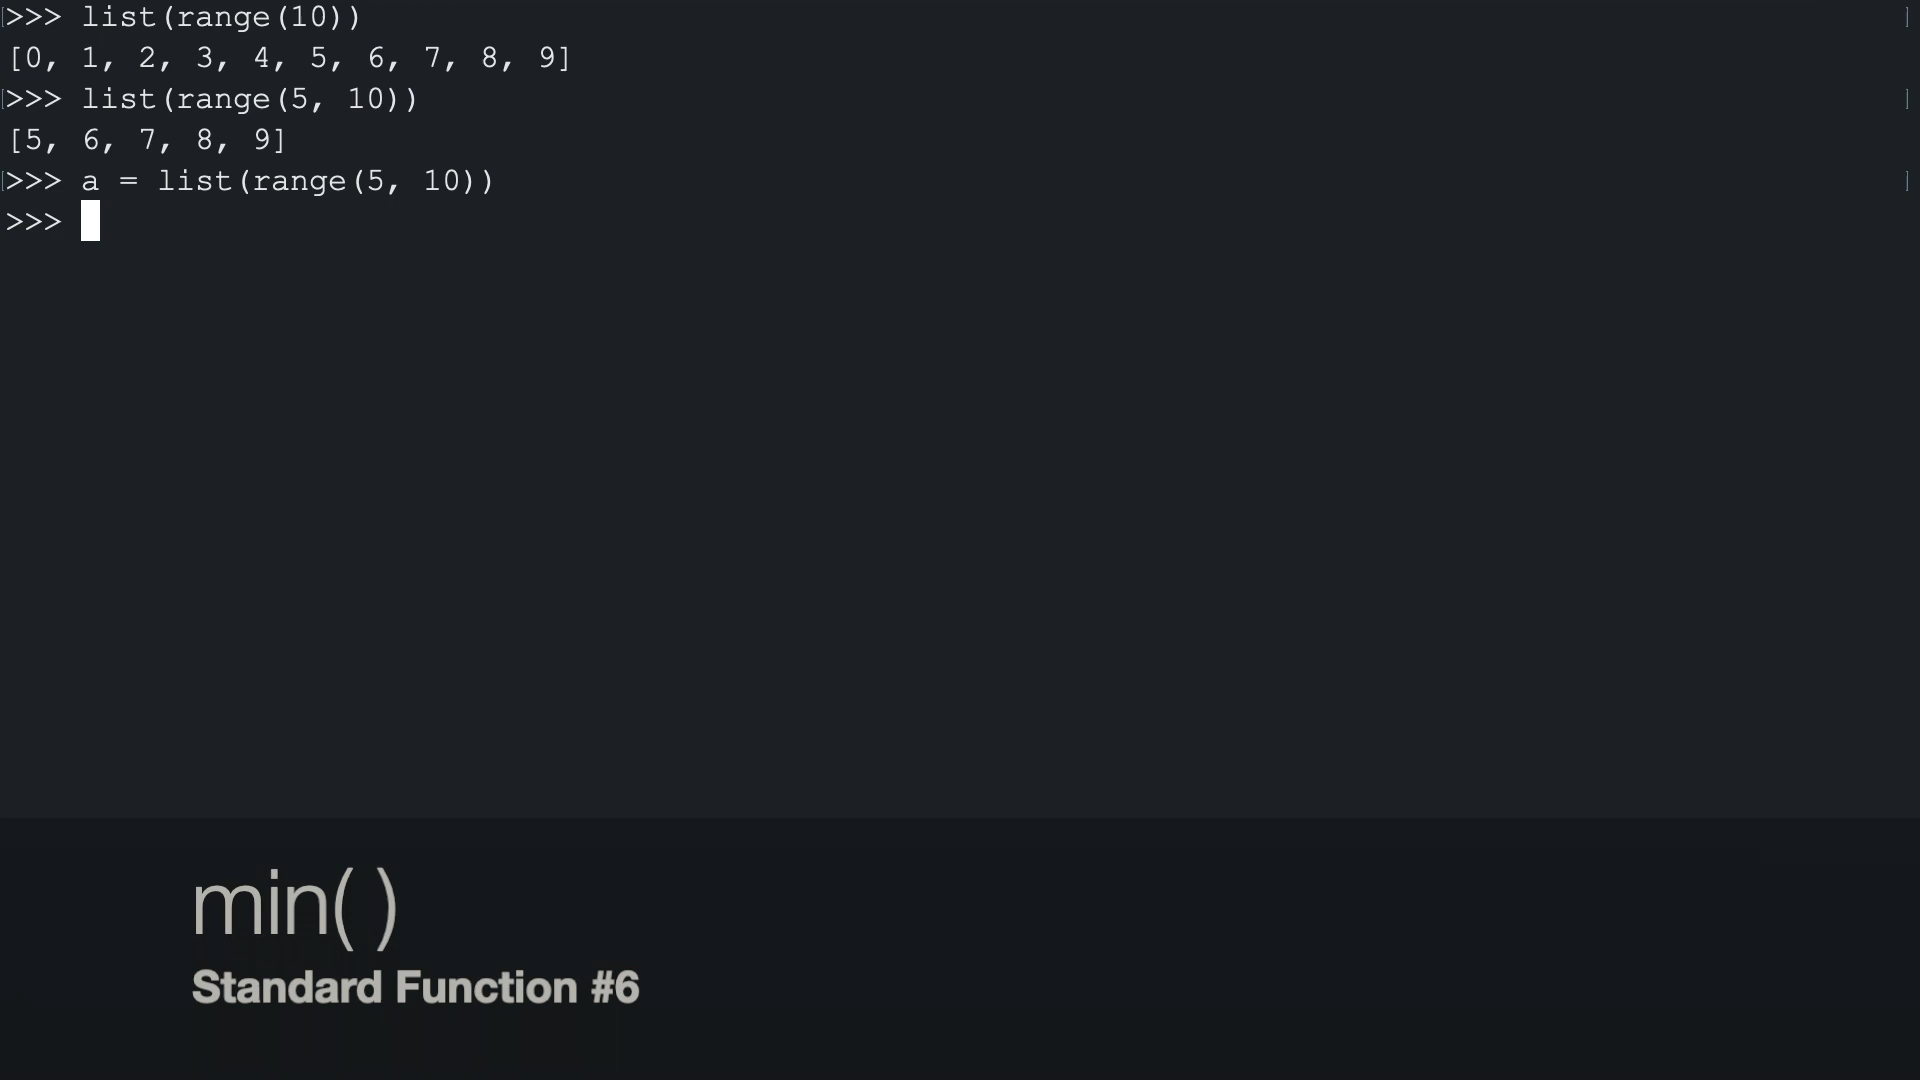 >>> list(range(10))
[0, 1, 2, 3, 4, 5, 6, 7, 8, 9]
>>> list(range(5, 10))
[5, 6, 7, 8, 9]
>>> a = list(range(5, 10))
>>>
min( )
Standard Function #6